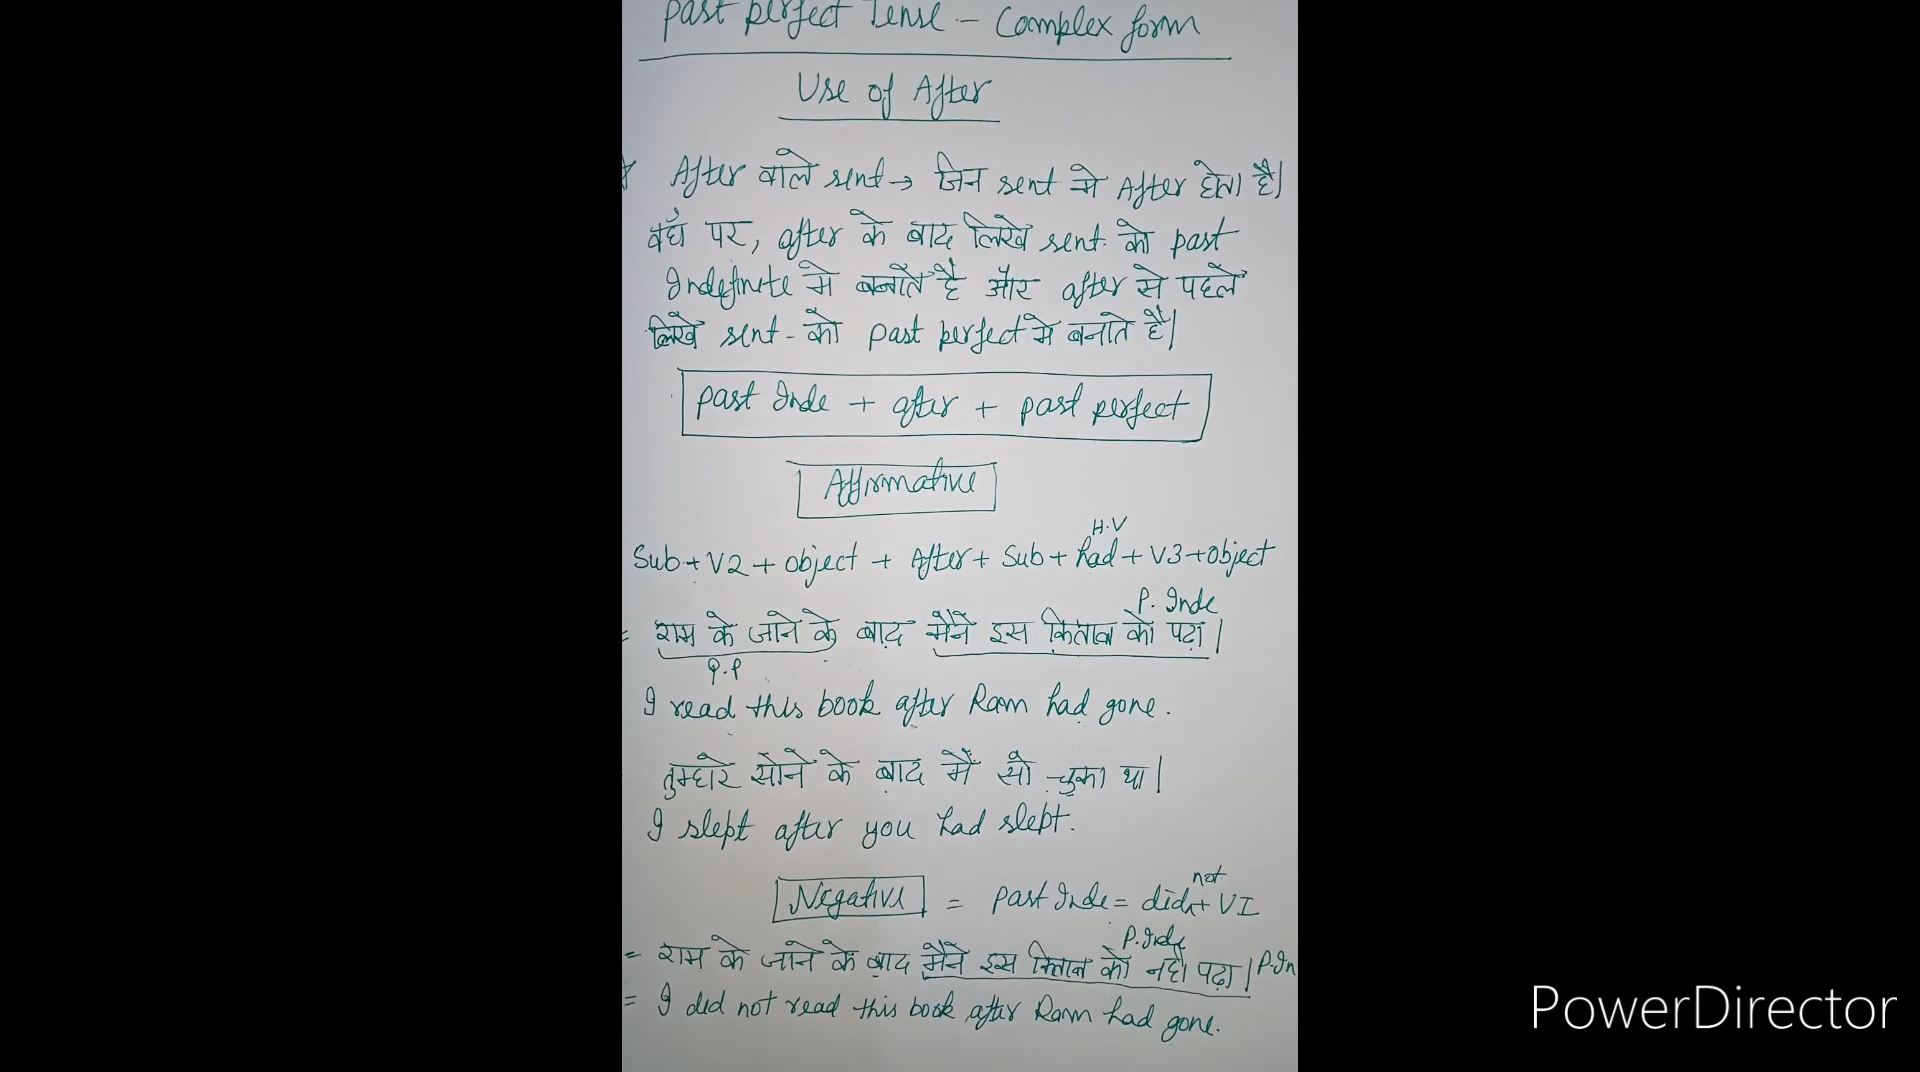 Past perfect Tense - Complex form
Use of After
After वाले sent → जिन sent मे After होता है।
वहाँ पर, after के बाद लिखे sent. को past
Indefinite मे बनाते है और after से पहले
लिखे sent - को past perfect मे बनाते हैं।
past Inde + after + past perfect
Affirmative
H.V
Sub + V2 + object + After + Sub + had + V3 + object
P. Inde
= राम के जाने के बाद मैंने इस किताब को पढ़ा।
P.P
I read this book after Ram had gone.
तुम्हारे सोने के बाद मैं सो चुका था।
I slept after you had slept.
not
Negative = past Inde = did + VI
P.Inde
= राम के जाने के बाद मैंने इस किताब को नही पढ़ा। P.In
= I did not read this book after Ram had gone.
PowerDirector